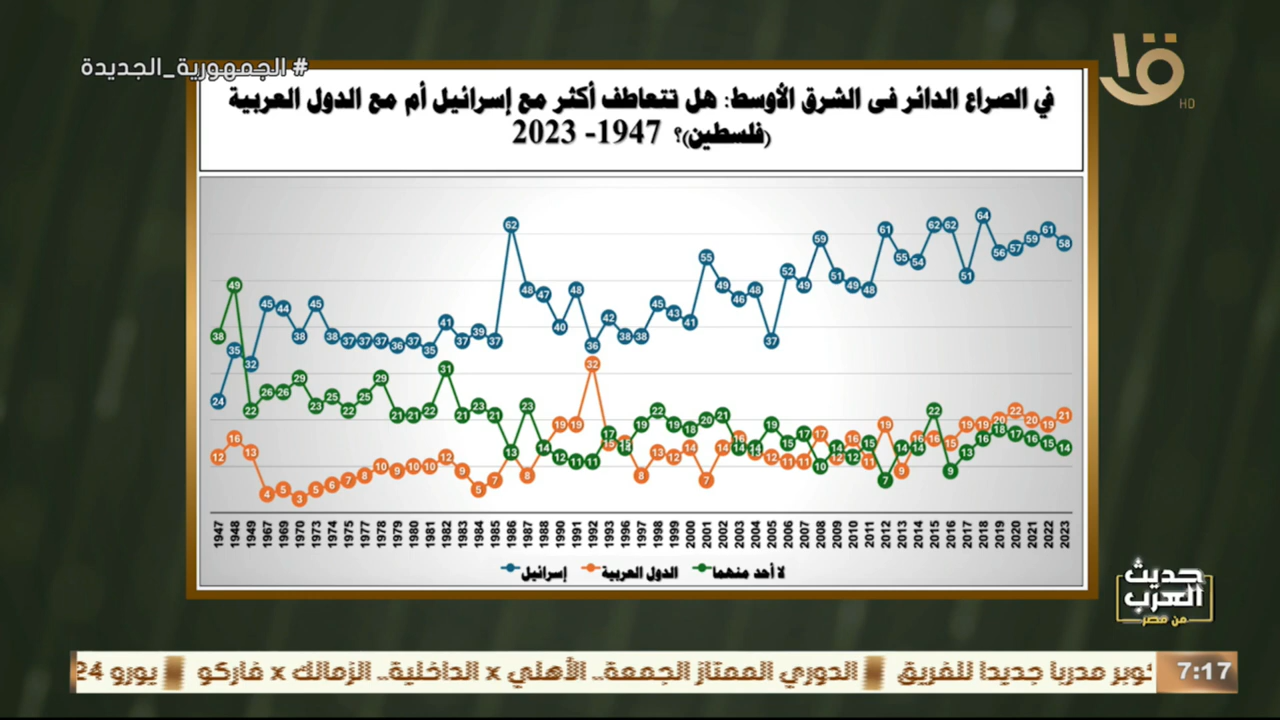 #الجمهورية_الجديدة
HD
في الصراع الدائر فى الشرق الأوسط: هل تتعاطف أكثر مع إسرائيل أم مع الدول العربية
(فلسطين)؟ 1947- 2023
24 35 32 45 44 38 45 38 37 37 37 36 37 35 41 37 39 37 62 48 47 40 48 36 42 38 38 45 43 41 55 49 46 48 37 52 49 59 51 49 48 61 55 54 62 62 51 64 56 57 59 61 58
38 49 22 26 26 29 23 25 22 25 29 21 21 22 31 21 23 21 13 23 14 12 11 11 17 14 19 22 19 18 20 21 14 14 19 15 17 10 14 12 15 7 14 14 22 9 13 16 18 17 16 15 14
12 16 13 4 5 3 5 6 7 8 10 9 10 10 12 9 5 7 8 19 19 32 15 15 8 13 12 14 7 14 16 13 12 11 11 17 12 16 11 19 9 16 16 15 19 19 20 22 20 19 21
1947 1948 1949 1967 1969 1970 1973 1974 1975 1977 1978 1979 1980 1981 1982 1983 1984 1985 1986 1987 1988 1990 1991 1992 1993 1996 1997 1998 1999 2000 2001 2002 2003 2004 2005 2006 2007 2008 2009 2010 2011 2012 2013 2014 2015 2016 2017 2018 2019 2020 2021 2022 2023
إسرائيل
الدول العربية
لا أحد منهما
حديث
العرب
من مصر
مدربا جديدا للفريق
الدوري الممتاز الجمعة.. الأهلي x الداخلية.. الزمالك x فاركو
يورو 24
7:17